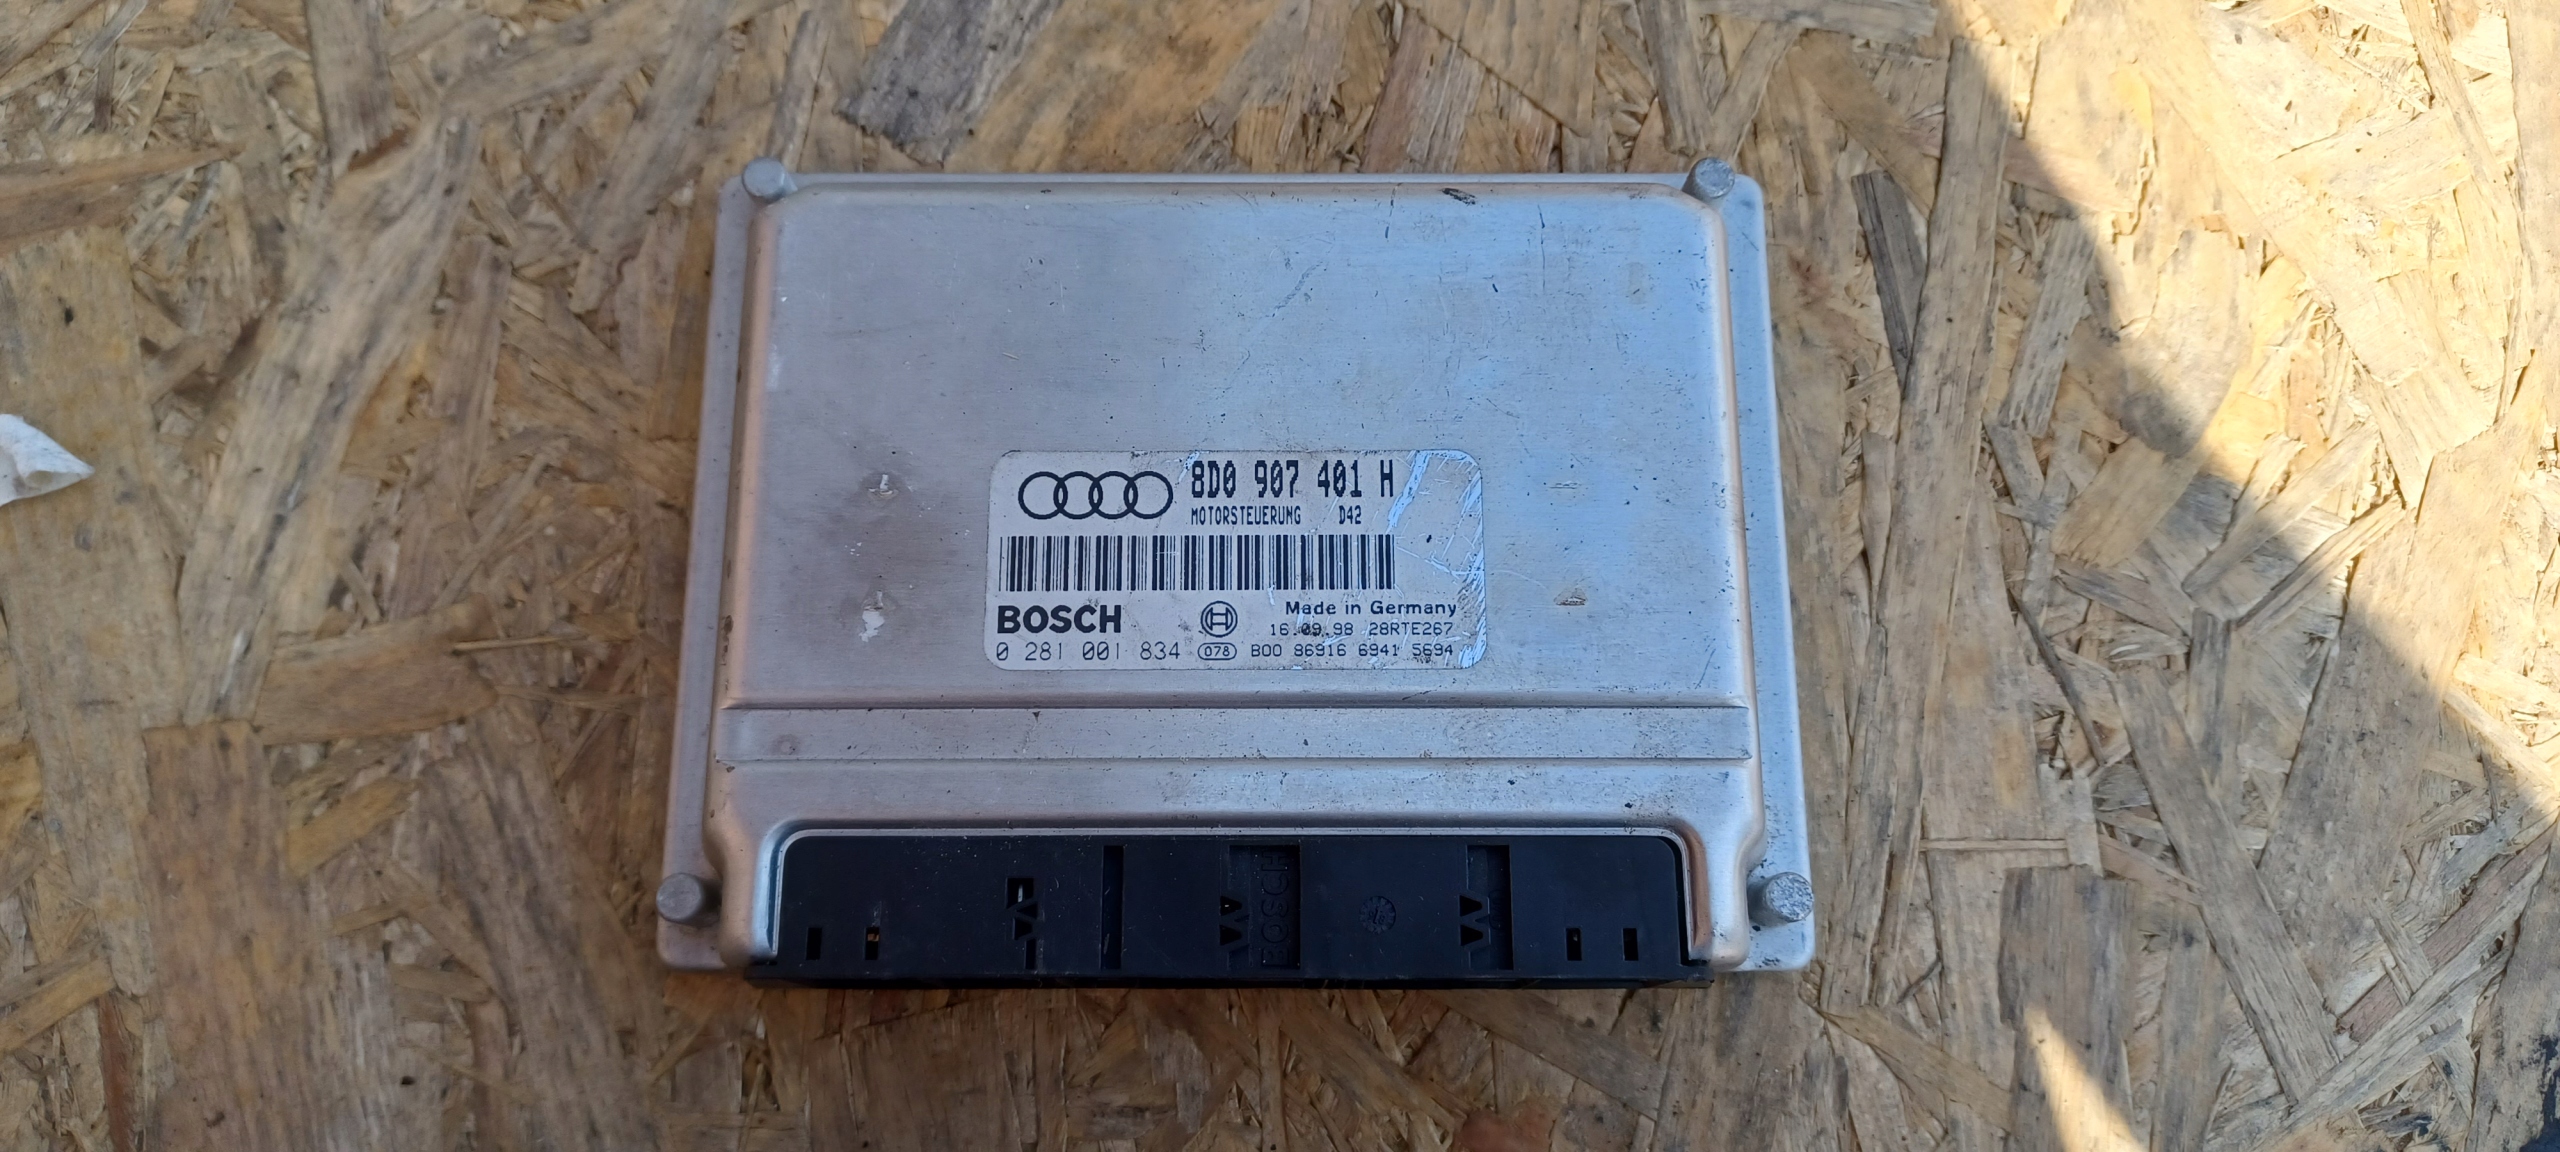 8D0 907 401 H
MOTORSTEUERUNG D42
BOSCH
Made in Germany
16.09.98 28RTE267
0 281 001 834 078 B00 86916 6941 5694
BOSCH